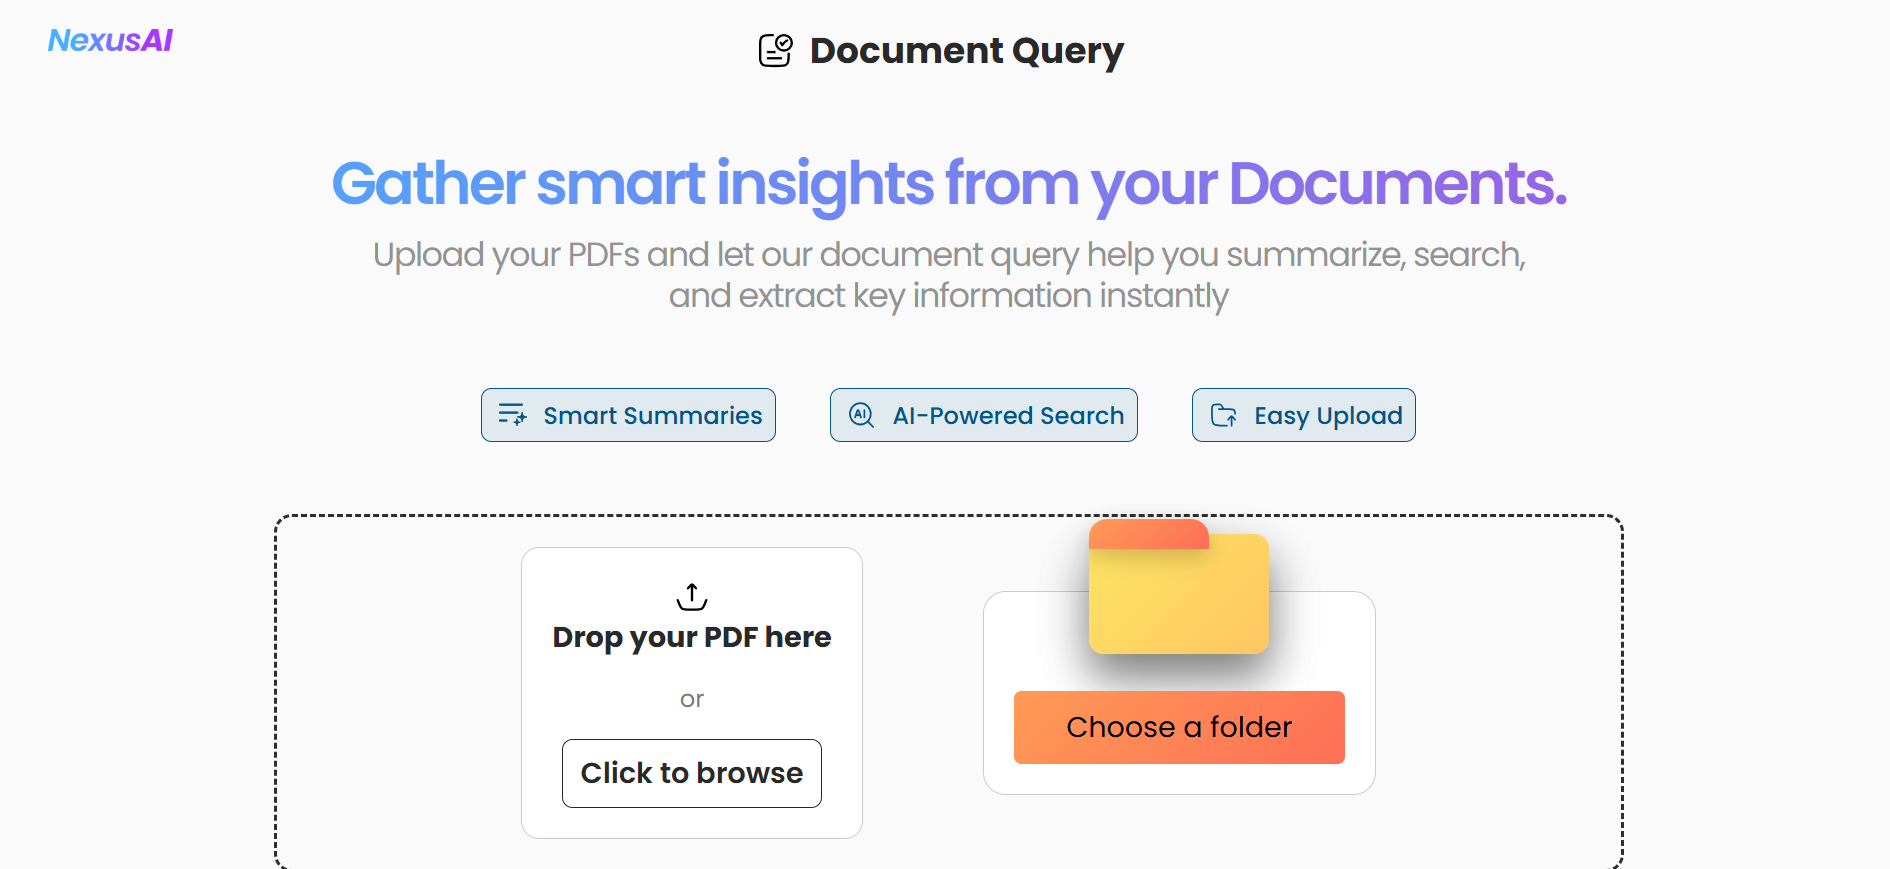 NexusAI
Document Query
Gather smart insights from your Documents.
Upload your PDFs and let our document query help you summarize, search,
and extract key information instantly
Smart Summaries
AI-Powered Search
Easy Upload
Drop your PDF here
or
Click to browse
Choose a folder